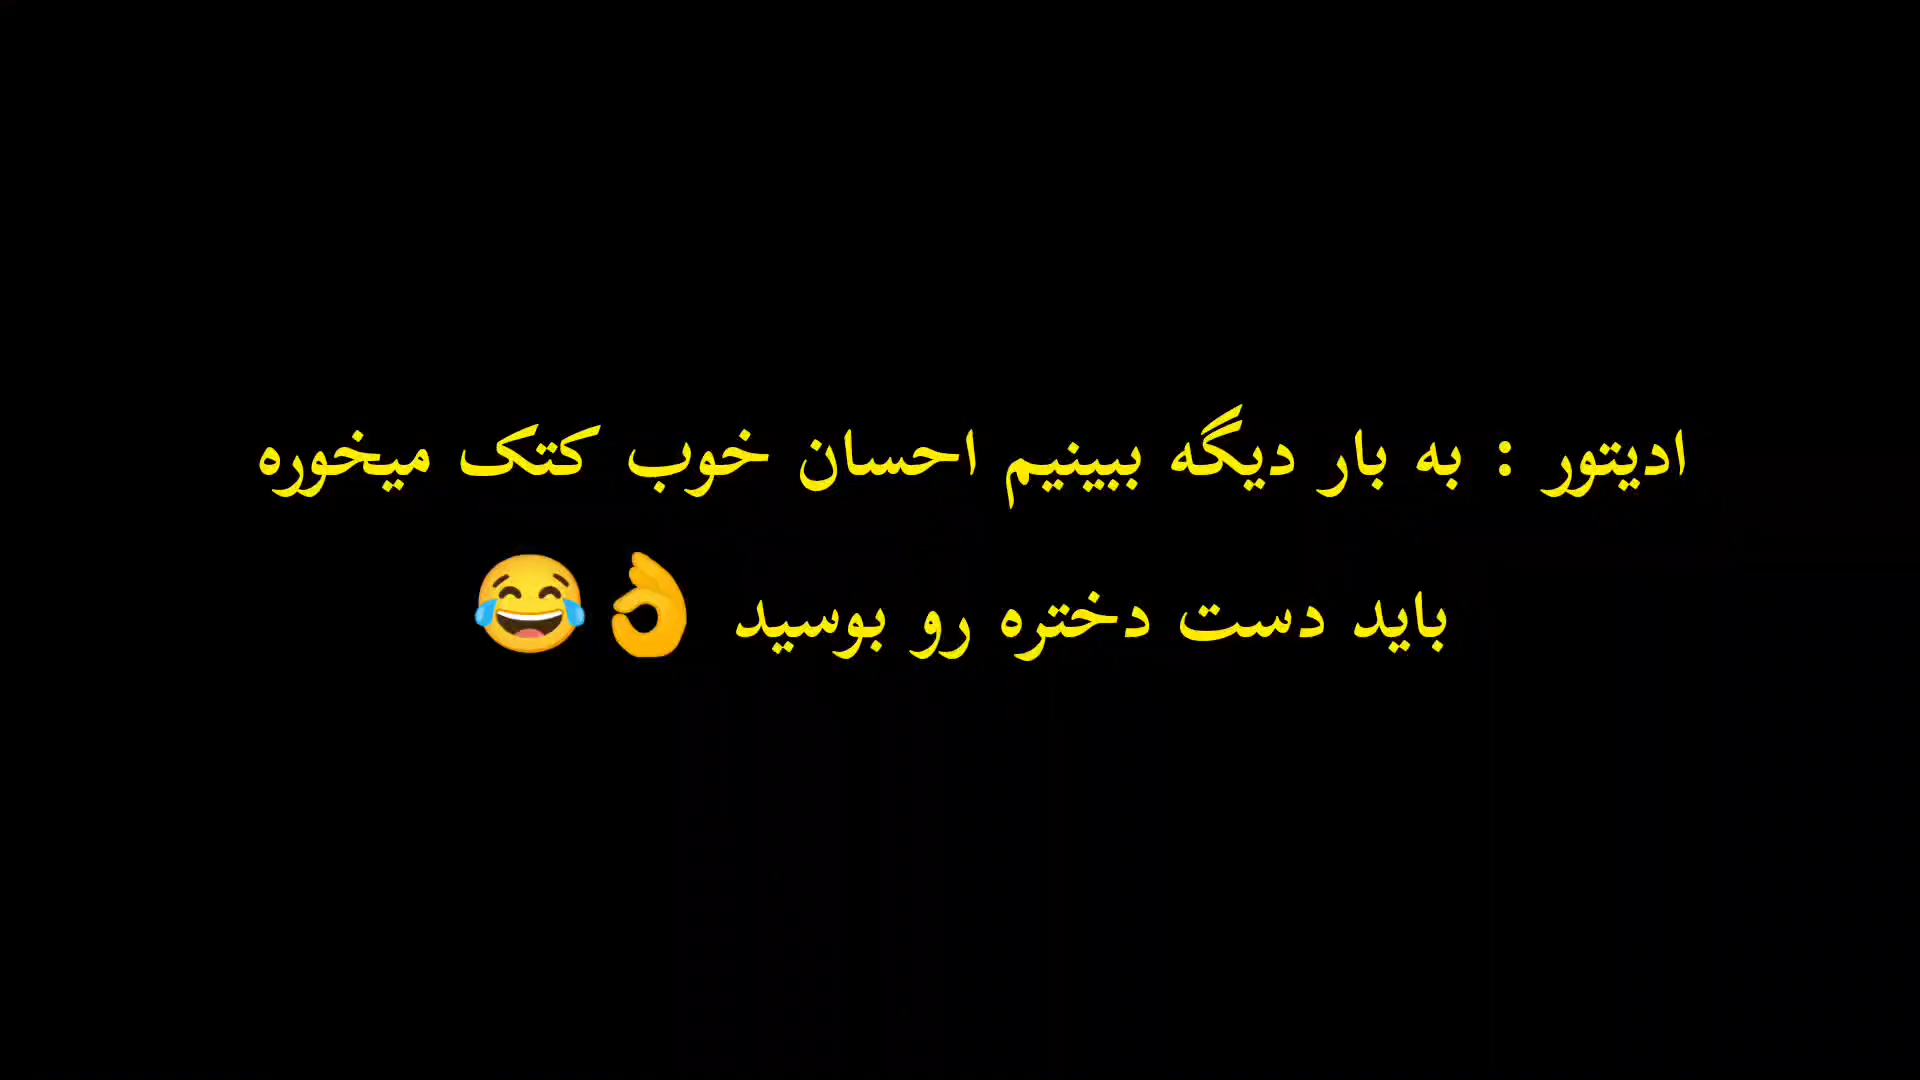 ادیتور : به بار دیگه ببینیم احسان خوب کتک میخوره
باید دست دختره رو بوسید 👌😂